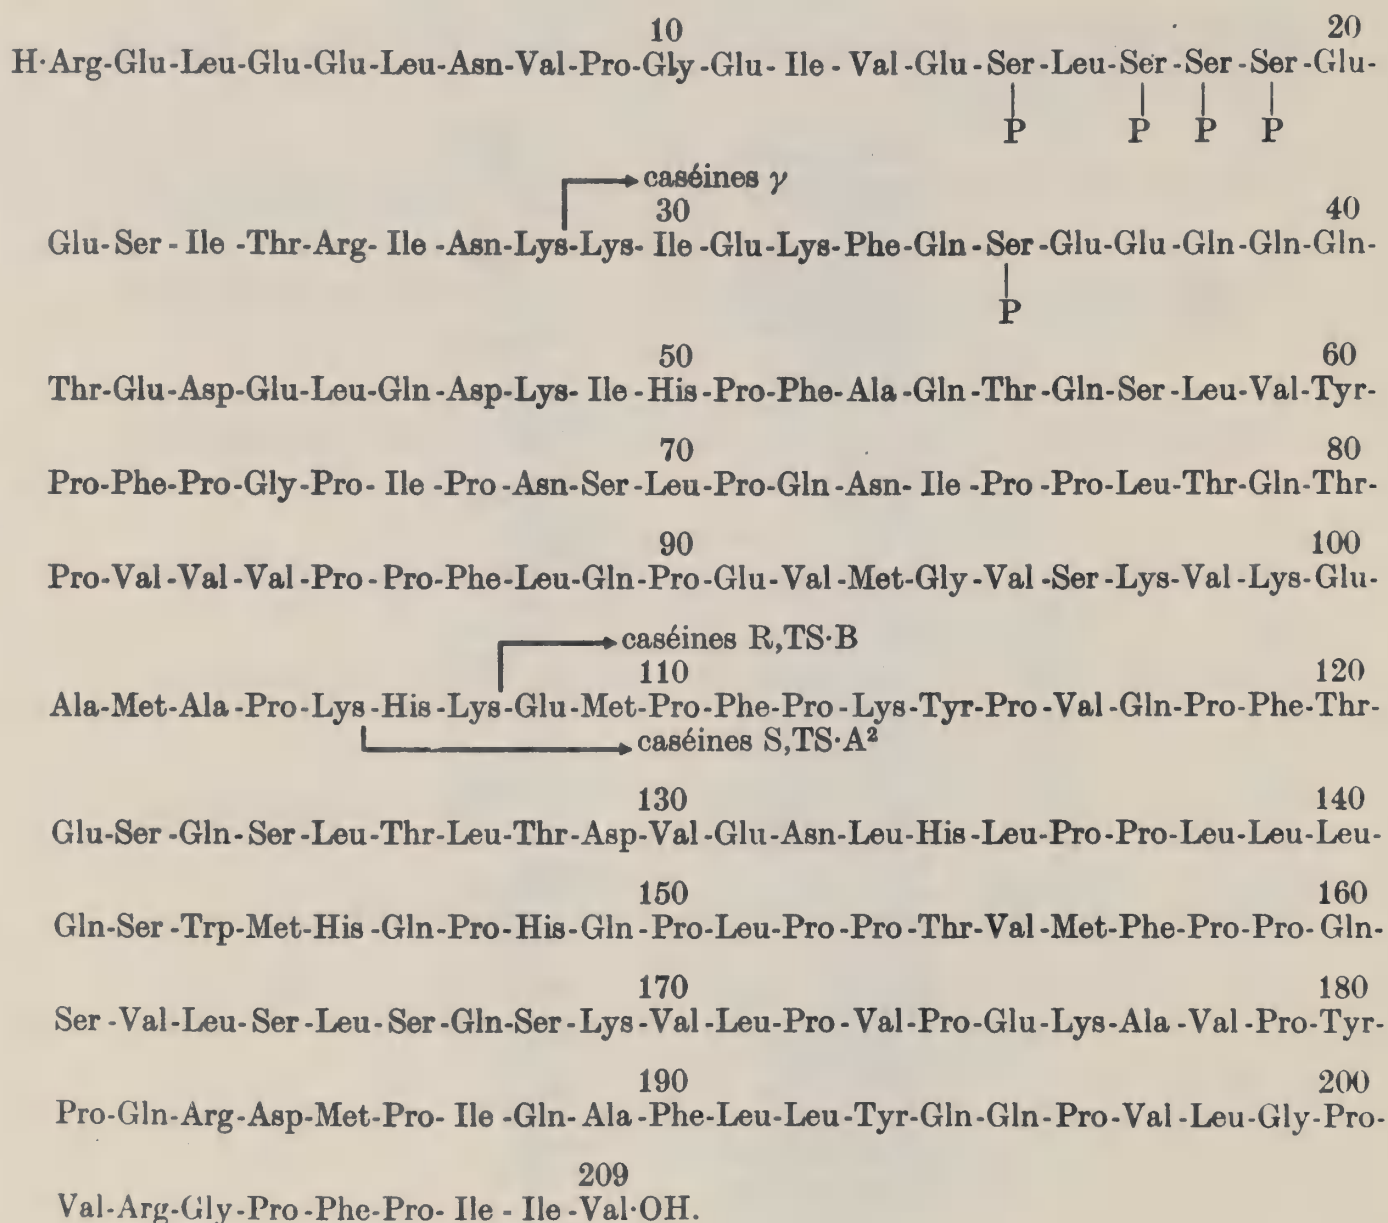 10 20
H·Arg-Glu-Leu-Glu-Glu-Leu-Asn-Val-Pro-Gly-Glu-Ile-Val-Glu-Ser-Leu-Ser-Ser-Ser-Glu-
P P P P
caséines γ
30 40
Glu-Ser-Ile-Thr-Arg-Ile-Asn-Lys-Lys-Ile-Glu-Lys-Phe-Gln-Ser-Glu-Glu-Gln-Gln-Gln-
P
50 60
Thr-Glu-Asp-Glu-Leu-Gln-Asp-Lys-Ile-His-Pro-Phe-Ala-Gln-Thr-Gln-Ser-Leu-Val-Tyr-
70 80
Pro-Phe-Pro-Gly-Pro-Ile-Pro-Asn-Ser-Leu-Pro-Gln-Asn-Ile-Pro-Pro-Leu-Thr-Gln-Thr-
90 100
Pro-Val-Val-Val-Pro-Pro-Phe-Leu-Gln-Pro-Glu-Val-Met-Gly-Val-Ser-Lys-Val-Lys-Glu-
caséines R,TS·B
110 120
Ala-Met-Ala-Pro-Lys-His-Lys-Glu-Met-Pro-Phe-Pro-Lys-Tyr-Pro-Val-Gln-Pro-Phe-Thr-
caséines S,TS·A²
130 140
Glu-Ser-Gln-Ser-Leu-Thr-Leu-Thr-Asp-Val-Glu-Asn-Leu-His-Leu-Pro-Pro-Leu-Leu-Leu-
150 160
Gln-Ser-Trp-Met-His-Gln-Pro-His-Gln-Pro-Leu-Pro-Pro-Thr-Val-Met-Phe-Pro-Pro-Gln-
170 180
Ser-Val-Leu-Ser-Leu-Ser-Gln-Ser-Lys-Val-Leu-Pro-Val-Pro-Glu-Lys-Ala-Val-Pro-Tyr-
190 200
Pro-Gln-Arg-Asp-Met-Pro-Ile-Gln-Ala-Phe-Leu-Leu-Tyr-Gln-Gln-Pro-Val-Leu-Gly-Pro-
209
Val-Arg-Gly-Pro-Phe-Pro-Ile-Ile-Val·OH.